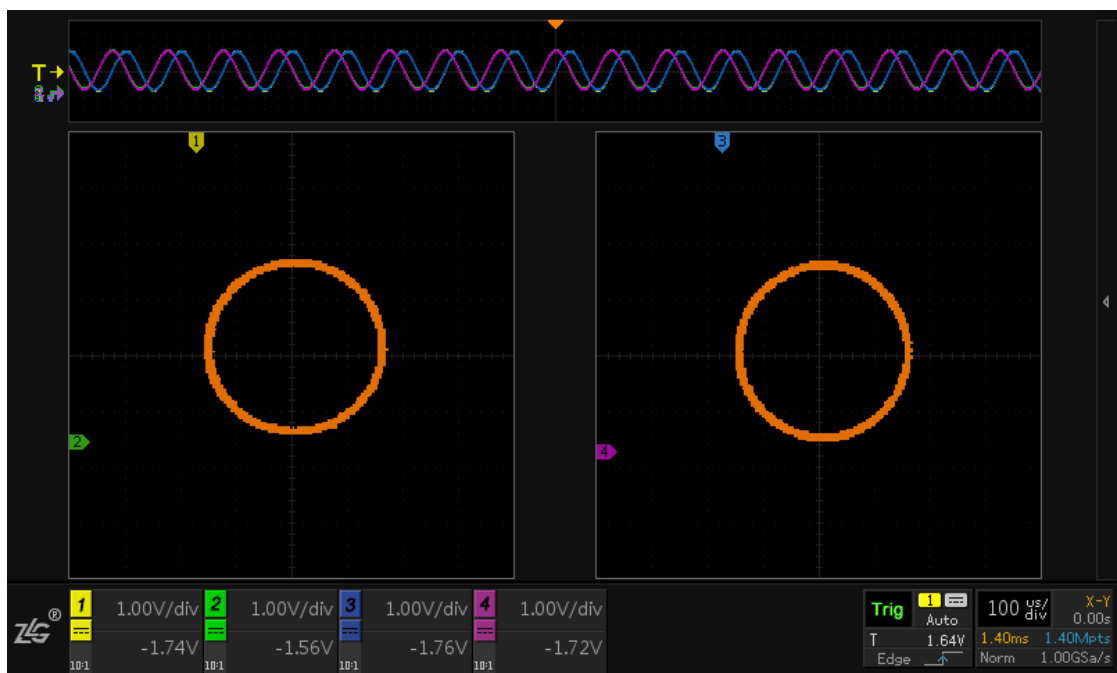 T
1
3
2
4
ZLG®
1 1.00V/div 2 1.00V/div 3 1.00V/div 4 1.00V/div
-1.74V -1.56V -1.76V -1.72V
10:1 10:1 10:1 10:1
Trig 1 Auto 100 us/div X-Y 0.00s
T 1.64V 1.40ms 1.40Mpts
Edge Norm 1.00GSa/s